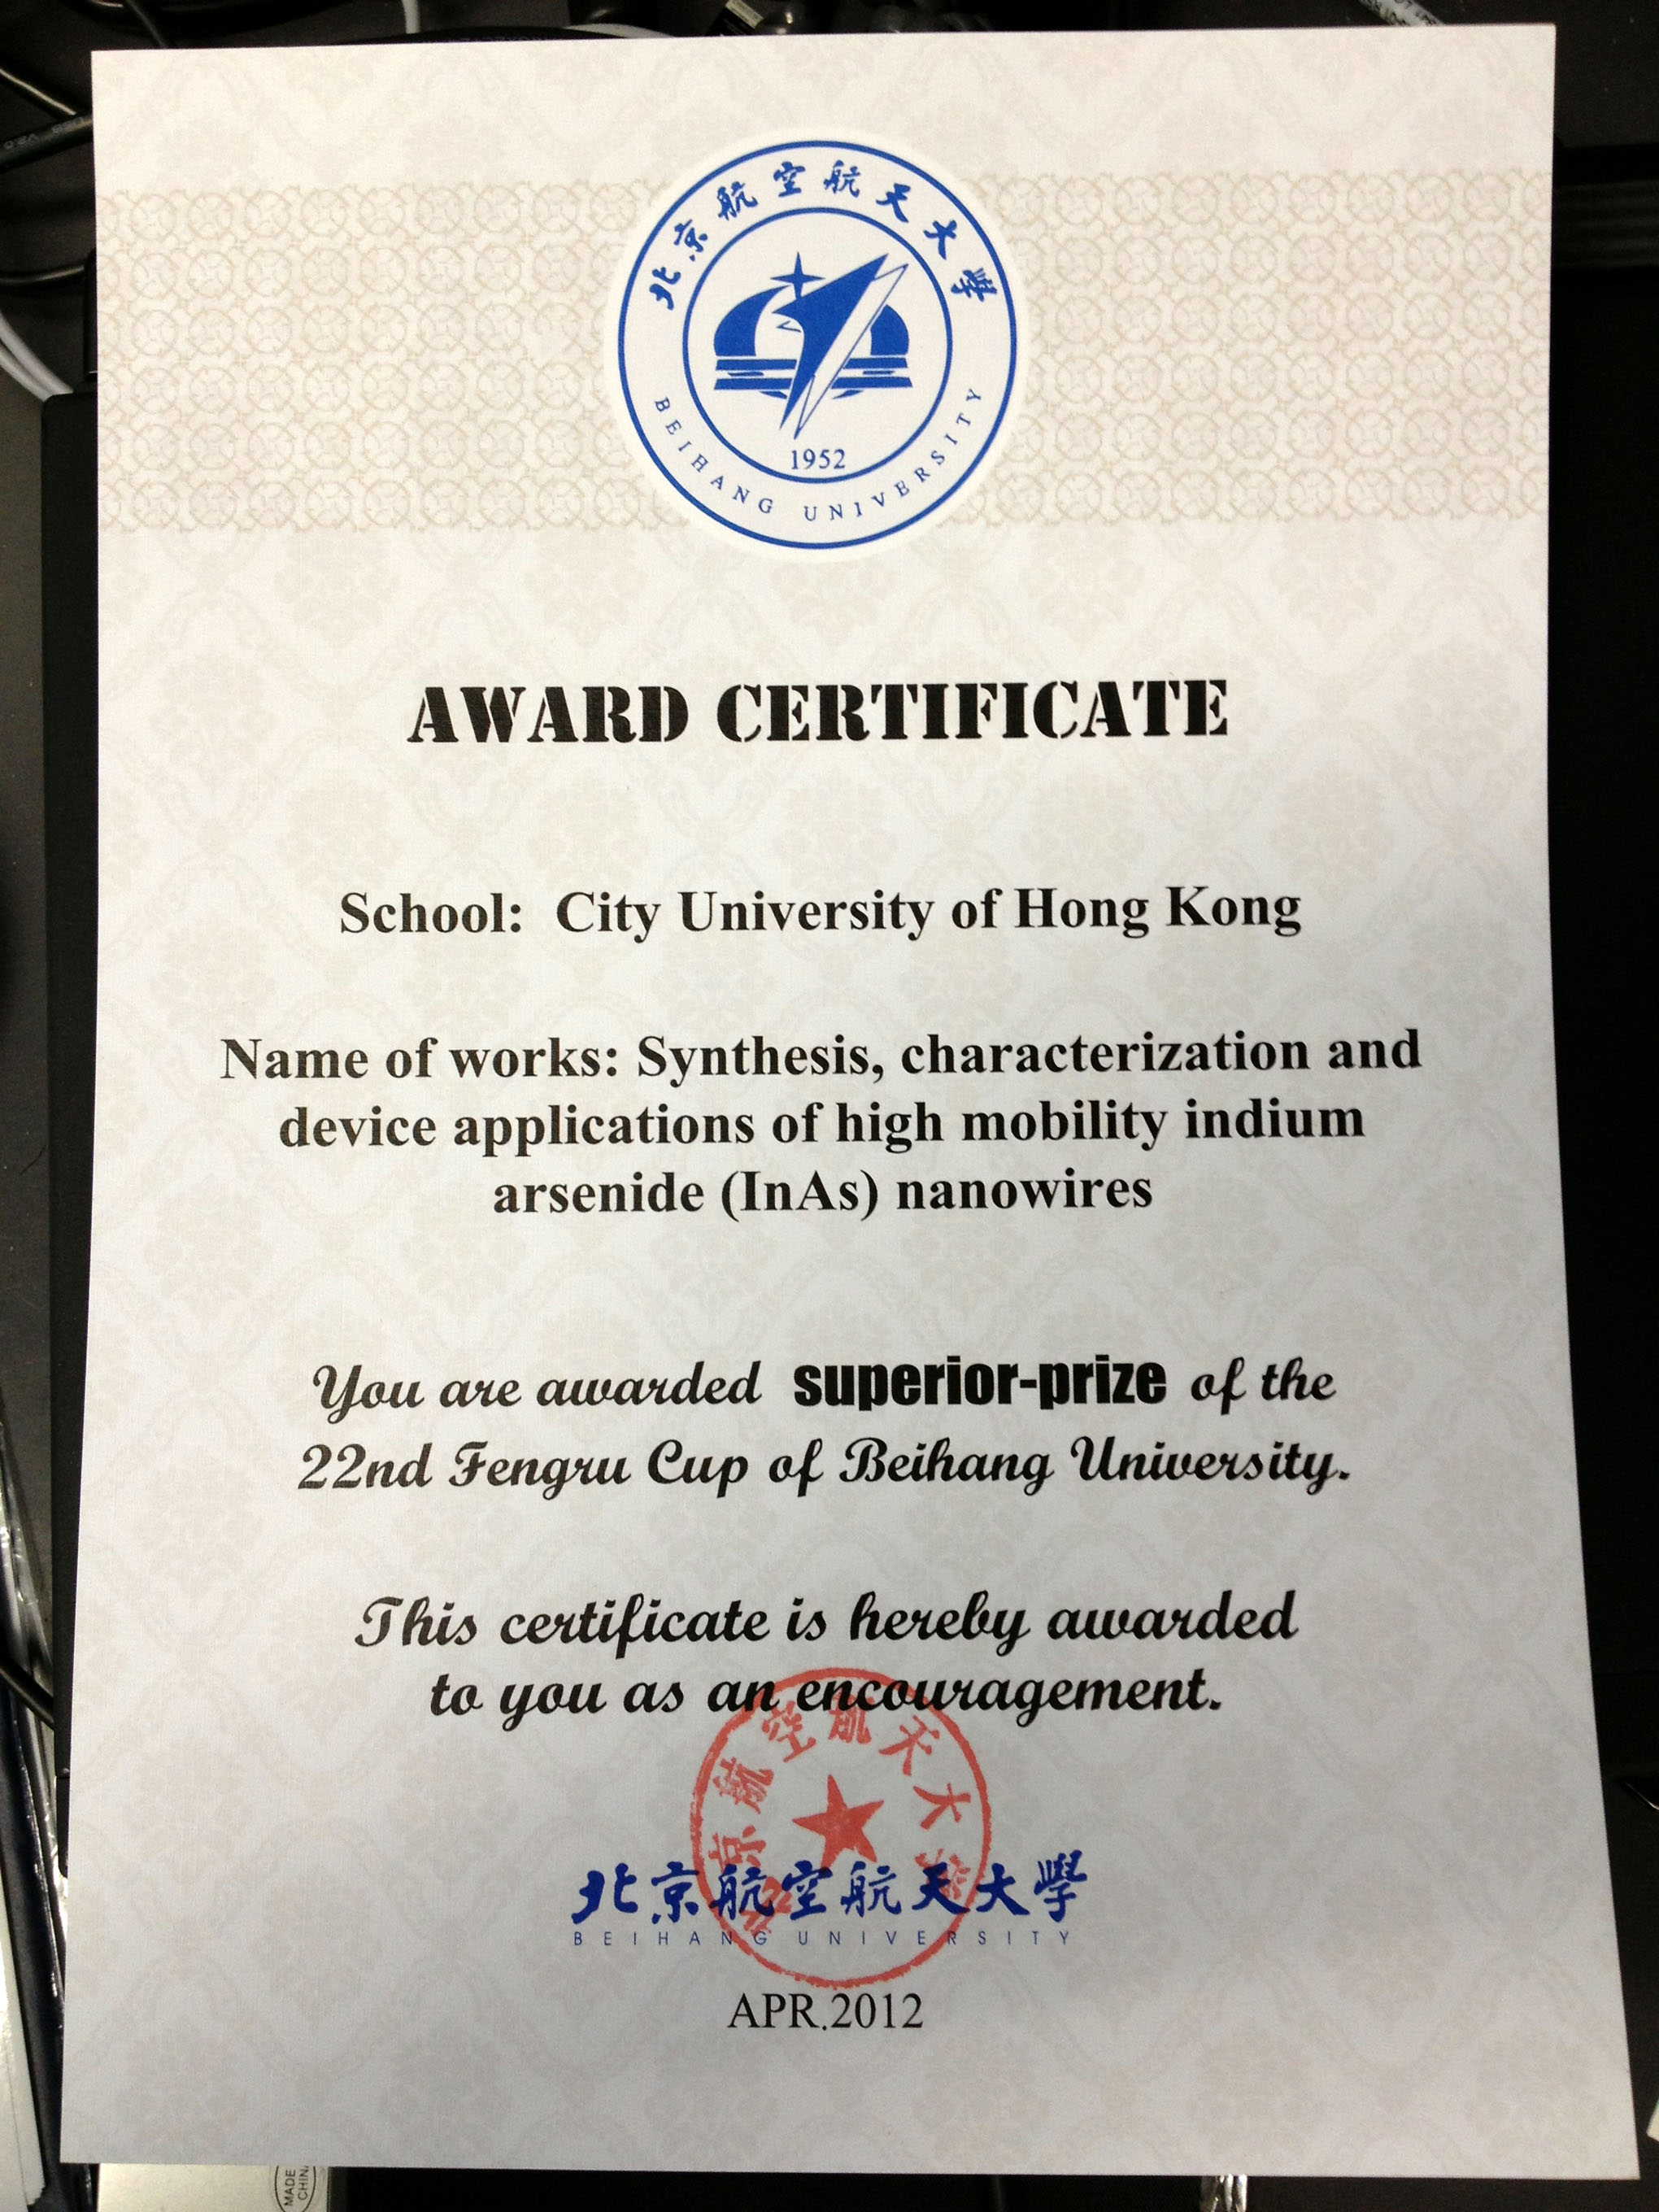 北京航空航天大學
1952
BEIHANG UNIVERSITY
AWARD CERTIFICATE
School: City University of Hong Kong
Name of works: Synthesis, characterization and
device applications of high mobility indium
arsenide (InAs) nanowires
You are awarded superior-prize of the
22nd Fengru Cup of Beihang University.
This certificate is hereby awarded
to you as an encouragement.
北京航空航天大学
北京航空航天大學
BEIHANG UNIVERSITY
APR.2012
MADE
CHINA